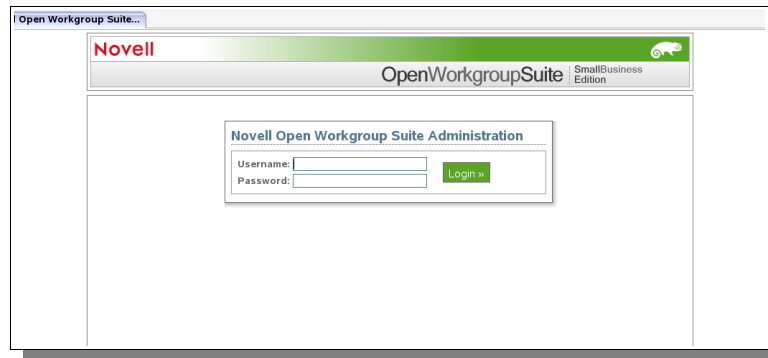 Open Workgroup Suite...
Novell
OpenWorkgroupSuite SmallBusiness
Edition
Novell Open Workgroup Suite Administration
Username:
Password:
Login »